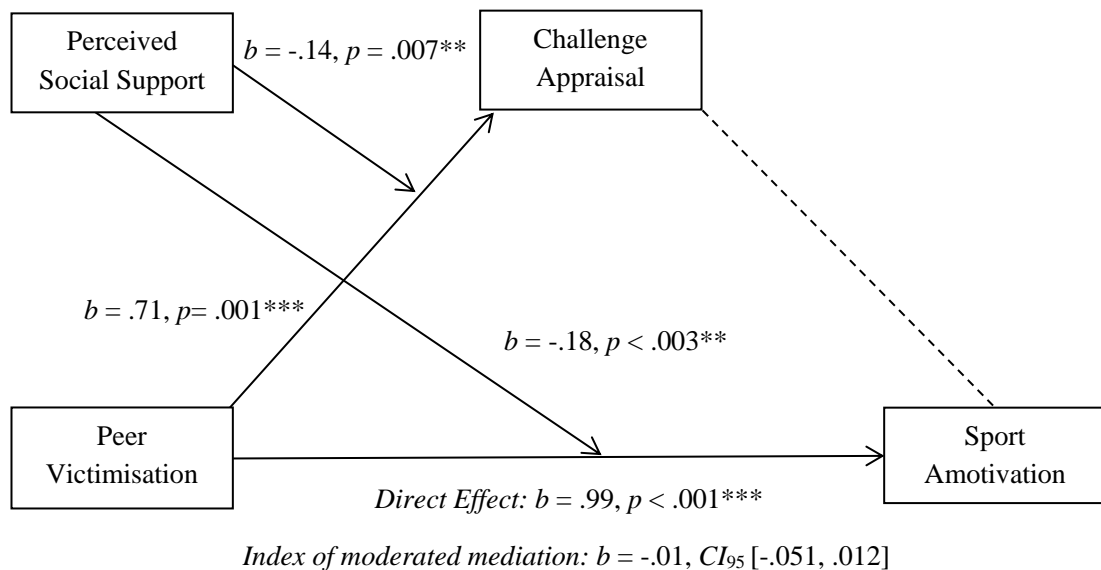 Perceived
Social Support
b = -.14, p = .007**
Challenge
Appraisal
b = .71, p= .001***
b = -.18, p < .003**
Peer
Victimisation
Sport
Amotivation
Direct Effect: b = .99, p < .001***
Index of moderated mediation: b = -.01, CI95 [-.051, .012]